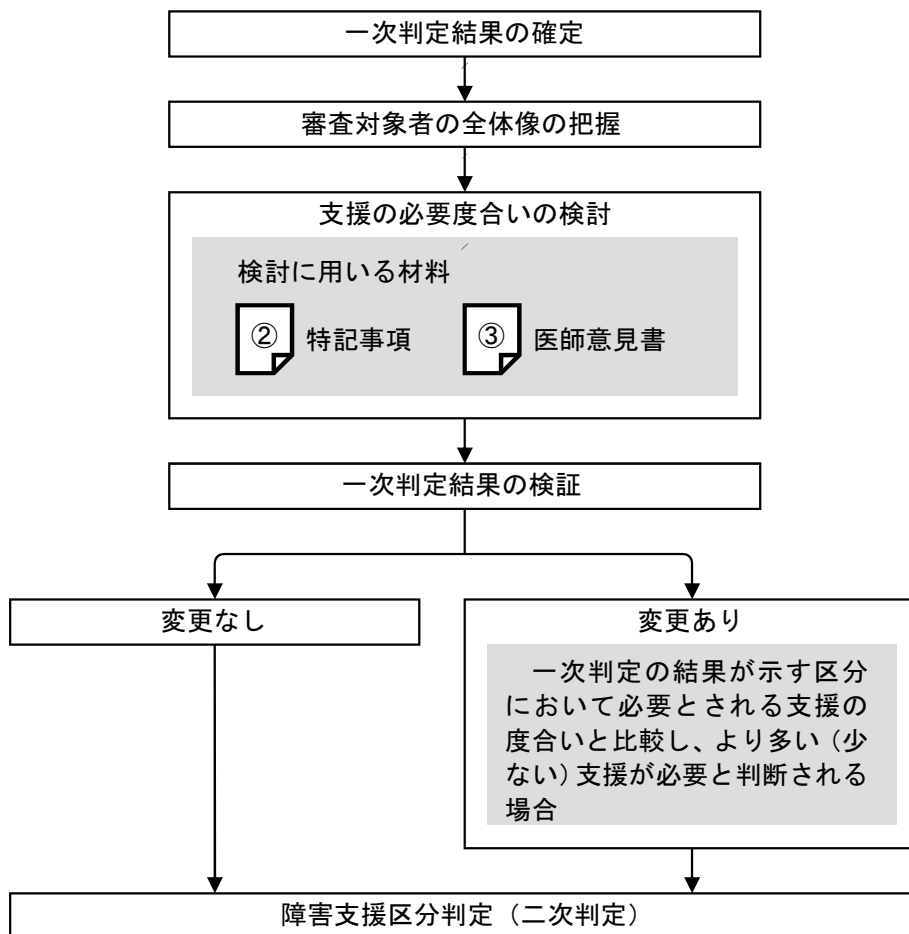 一次判定結果の確定
審査対象者の全体像の把握
支援の必要度合いの検討
検討に用いる材料
② 特記事項 ③ 医師意見書
一次判定結果の検証
変更なし
変更あり
一次判定の結果が示す区分
において必要とされる支援の
度合いと比較し、より多い（少
ない）支援が必要と判断される
場合
障害支援区分判定（二次判定）